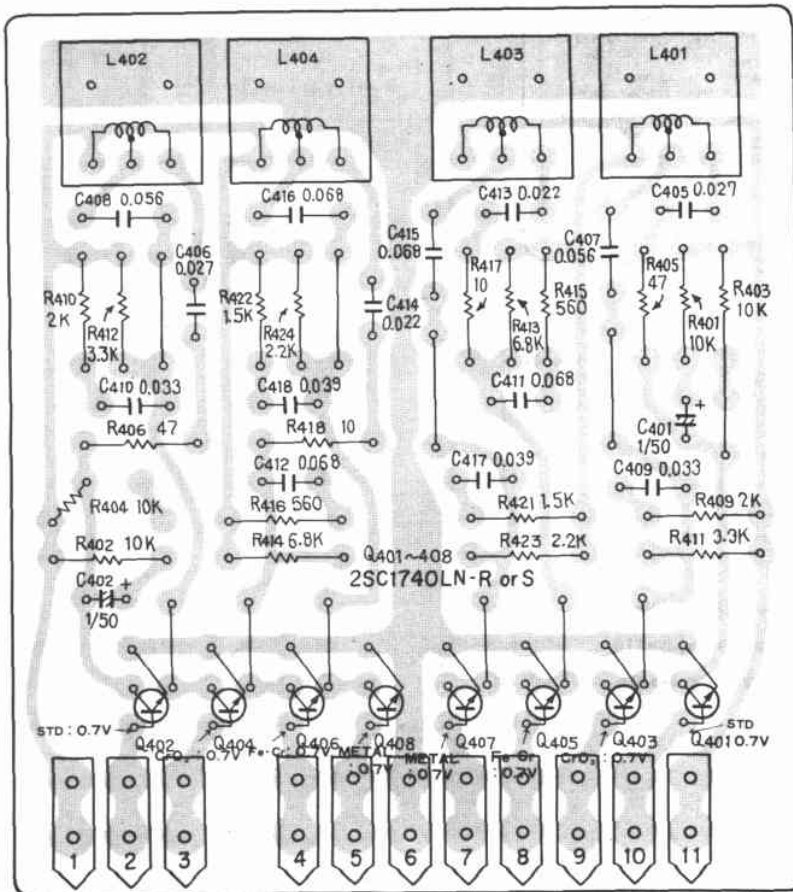 L402
L404
L403
L401
C408 0.056
C416 0.068
C413 0.022
C405 0.027
C406
0.027
C415
0.068
C407
0.056
R410
2K
R412
3.3K
R422
1.5K
R424
2.2K
C414
0.022
R417
10
R413
6.8K
R415
560
R405
47
R401
10K
R403
10K
C410 0.033
C418 0.039
C411 0.068
R406 47
R418 10
C401
1/50
+
C412 0.068
C417 0.039
C409 0.033
R404 10K
R416 560
R421 1.5K
R409 2K
R402 10K
R414 6.8K
Q401~408
R423 2.2K
R411 3.3K
2SC1740LN-R or S
C402
+
1/50
STD : 0.7V
Q402
Q404
Q406
Q408
Q407
Q405
Q403
Q401
STD
0.7V
CrO₂ : 0.7V
Fe-Cr : 0.7V
METAL
: 0.7V
METAL
: 0.7V
Fe Cr
: 0.7V
CrO₂ : 0.7V
1 2 3 4 5 6 7 8 9 10 11